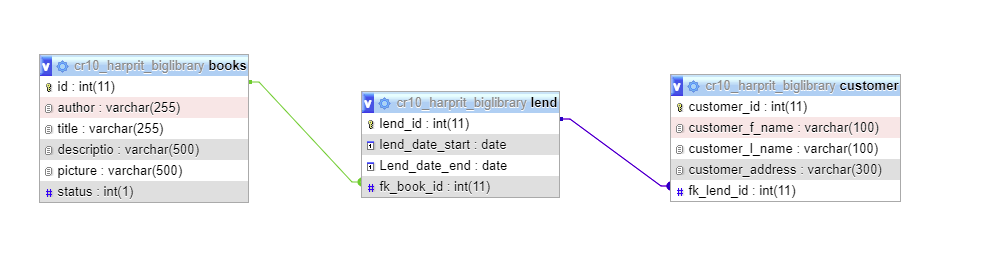 v cr10_harprit_biglibrary books
id : int(11)
author : varchar(255)
title : varchar(255)
descriptio : varchar(500)
picture : varchar(500)
# status : int(1)
v cr10_harprit_biglibrary lend
lend_id : int(11)
lend_date_start : date
Lend_date_end : date
# fk_book_id : int(11)
v cr10_harprit_biglibrary customer
customer_id : int(11)
customer_f_name : varchar(100)
customer_l_name : varchar(100)
customer_address : varchar(300)
# fk_lend_id : int(11)